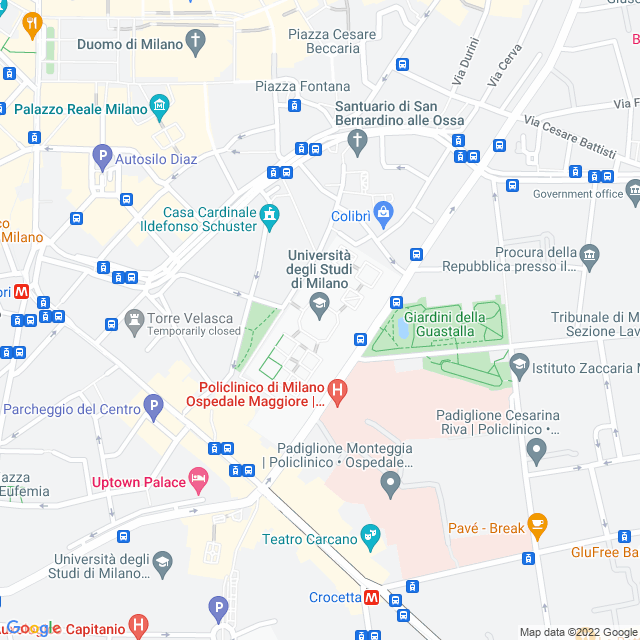 Piazza Cesare
Beccaria
Duomo di Milano
Via Durini
Via Cerva
B
Piazza Fontana
Palazzo Reale Milano
Santuario di San
Bernardino alle Ossa
Via F
Via Cesare Battisti
P
Autosilo Diaz
Government office
Casa Cardinale
Ildefonso Schuster
Colibrì
co
Milano
Università
degli Studi
di Milano
Procura della
Repubblica presso il...
ori
M
Torre Velasca
Temporarily closed
Giardini della
Guastalla
Tribunale di M
Sezione Lav
Istituto Zaccaria M
Policlinico di Milano
Ospedale Maggiore |...
H
Parcheggio del Centro
P
Padiglione Cesarina
Riva | Policlinico •...
Padiglione Monteggia
| Policlinico • Ospedale...
iazza
Eufemia
Uptown Palace
Pavé - Break
Teatro Carcano
GluFree Ba
Università degli
Studi di Milano...
Crocetta
M
P
Google
Auxologico Capitanio
H
Map data ©2022 Google